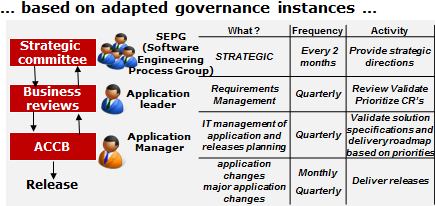 ... based on adapted governance instances ...
What ?
Frequency
Activity
Strategic
committee
SEPG
(Software
Engineering
Process Group)
STRATEGIC
Every 2
months
Provide strategic
directions
Business
reviews
Application
leader
Requirements
Management
Quarterly
Review Validate
Prioritize CR's
ACCB
Application
Manager
IT management of
application and
releases planning
Quarterly
Validate solution
specifications and
delivery roadmap
based on priorities
Release
application
changes
major application
changes
Monthly
Quarterly
Deliver releases